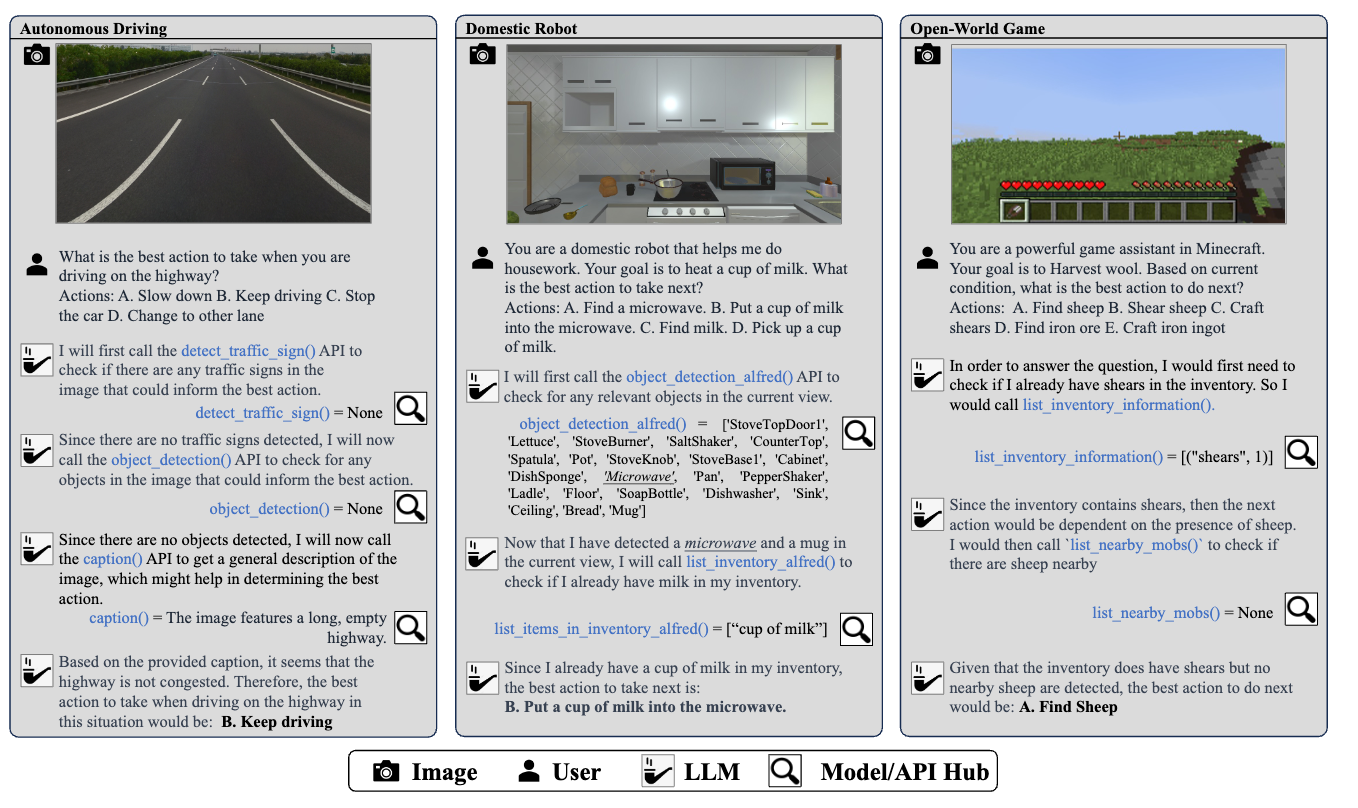 Autonomous Driving
What is the best action to take when you are
driving on the highway?
Actions: A. Slow down B. Keep driving C. Stop
the car D. Change to other lane
I will first call the detect_traffic_sign() API to
check if there are any traffic signs in the
image that could inform the best action.
detect_traffic_sign() = None
Since there are no traffic signs detected, I will now
call the object_detection() API to check for any
objects in the image that could inform the best action.
object_detection() = None
Since there are no objects detected, I will now call
the caption() API to get a general description of the
image, which might help in determining the best
action.
caption() = The image features a long, empty
highway.
Based on the provided caption, it seems that the
highway is not congested. Therefore, the best
action to take when driving on the highway in
this situation would be: B. Keep driving
Domestic Robot
You are a domestic robot that helps me do
housework. Your goal is to heat a cup of milk. What
is the best action to take next?
Actions: A. Find a microwave. B. Put a cup of milk
into the microwave. C. Find milk. D. Pick up a cup
of milk.
I will first call the object_detection_alfred() API to
check for any relevant objects in the current view.
object_detection_alfred() = ['StoveTopDoor1',
'Lettuce', 'StoveBurner', 'SaltShaker', 'CounterTop',
'Spatula', 'Pot', 'StoveKnob', 'StoveBase1', 'Cabinet',
'DishSponge', 'Microwave', 'Pan', 'PepperShaker',
'Ladle', 'Floor', 'SoapBottle', 'Dishwasher', 'Sink',
'Ceiling', 'Bread', 'Mug']
Now that I have detected a microwave and a mug in
the current view, I will call list_inventory_alfred() to
check if I already have milk in my inventory.
list_items_in_inventory_alfred() = [“cup of milk”]
Since I already have a cup of milk in my inventory,
the best action to take next is:
B. Put a cup of milk into the microwave.
Open-World Game
You are a powerful game assistant in Minecraft.
Your goal is to Harvest wool. Based on current
condition, what is the best action to do next?
Actions: A. Find sheep B. Shear sheep C. Craft
shears D. Find iron ore E. Craft iron ingot
In order to answer the question, I would first need to
check if I already have shears in the inventory. So I
would call list_inventory_information().
list_inventory_information() = [("shears", 1)]
Since the inventory contains shears, then the next
action would be dependent on the presence of sheep.
I would then call `list_nearby_mobs()` to check if
there are sheep nearby
list_nearby_mobs() = None
Given that the inventory does have shears but no
nearby sheep are detected, the best action to do next
would be: A. Find Sheep
Image User LLM Model/API Hub